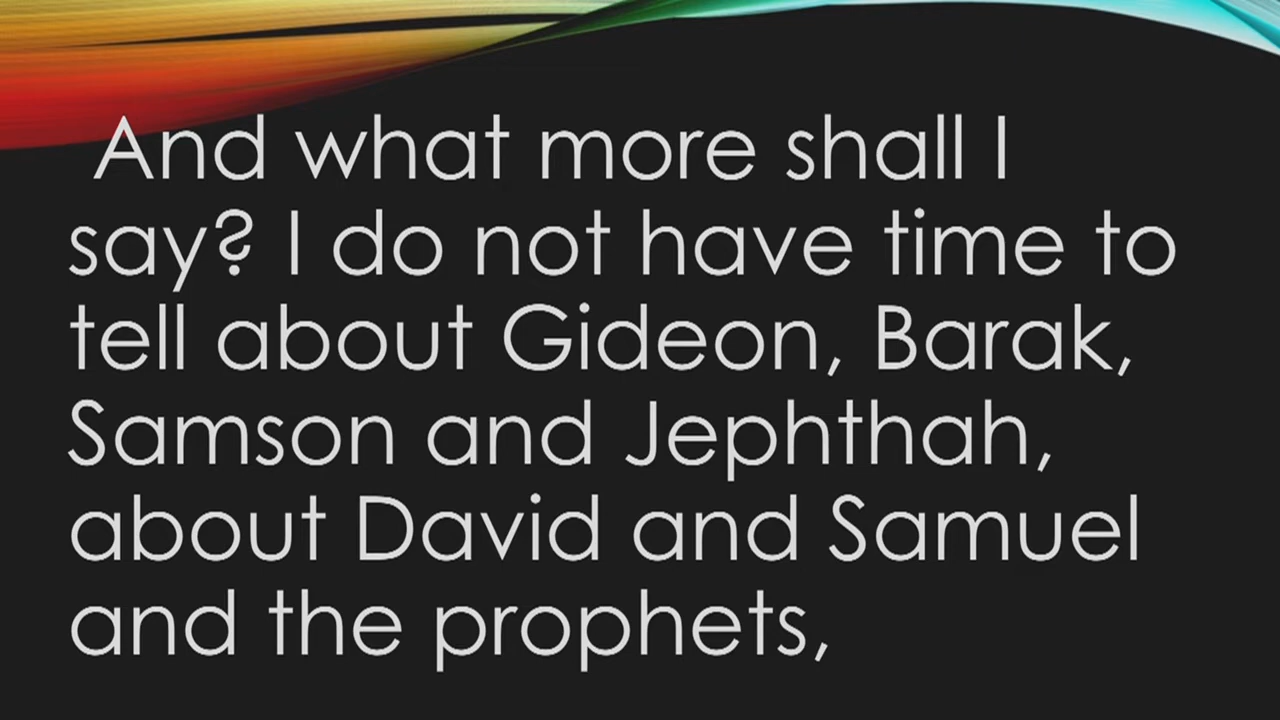 And what more shall I
say? I do not have time to
tell about Gideon, Barak,
Samson and Jephthah,
about David and Samuel
and the prophets,